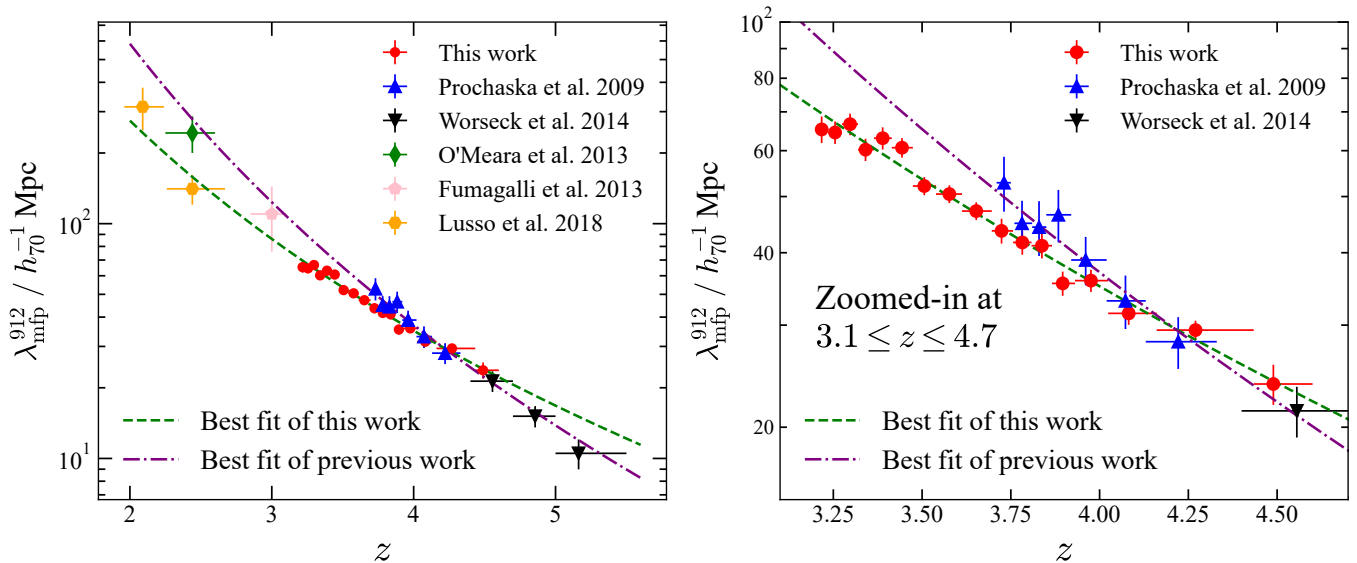 This work
Prochaska et al. 2009
Worseck et al. 2014
O'Meara et al. 2013
Fumagalli et al. 2013
Lusso et al. 2018
10²
10¹
λ⁹¹²mfp / h₇₀⁻¹ Mpc
Best fit of this work
Best fit of previous work
2 3 4 5
z
10²
80
60
40
30
20
λ⁹¹²mfp / h₇₀⁻¹ Mpc
This work
Prochaska et al. 2009
Worseck et al. 2014
Zoomed-in at
3.1 ≤ z ≤ 4.7
Best fit of this work
Best fit of previous work
3.25 3.50 3.75 4.00 4.25 4.50
z